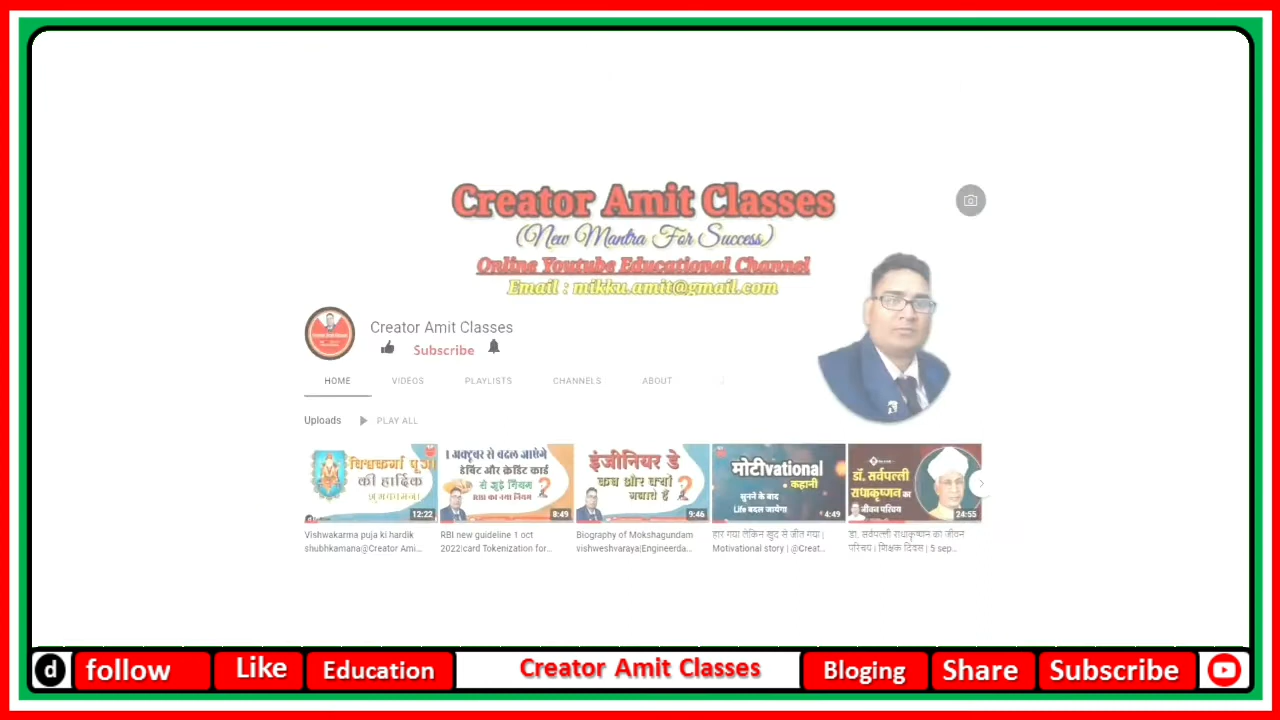 Creator Amit Classes
(New Mantra For Success)
Online Youtube Educational Channel
Email : mikku.amit@gmail.com
Creator Amit Classes
Subscribe
HOME VIDEOS PLAYLISTS CHANNELS ABOUT
Uploads PLAY ALL
विश्वकर्मा पूजा
की हार्दिक
12:22
1 अक्टूबर से बदल जाएंगे
डेबिट और क्रेडिट कार्ड
से जुड़े नियम
RBI का नया नियम
?
8:49
इंजीनियर डे
कब और क्यों
मनाते हैं ?
9:46
मोटीvational
कहानी
सुनने के बाद
Life बदल जायेगा
4:49
डॉ. सर्वपल्ली
राधाकृष्णन का
जीवन परिचय
24:55
Vishwakarma puja ki hardik
shubhkamana@Creator Ami...
RBI new guideline 1 oct
2022|card Tokenization for...
Biography of Mokshagundam
vishweshvaraya|Engineerda...
हार गया लेकिन खुद से जीत गया |
Motivational story | @Creat...
डा. सर्वपल्ली राधाकृष्णन का जीवन
परिचय | शिक्षक दिवस | 5 sep...
d follow Like Education Creator Amit Classes Bloging Share Subscribe